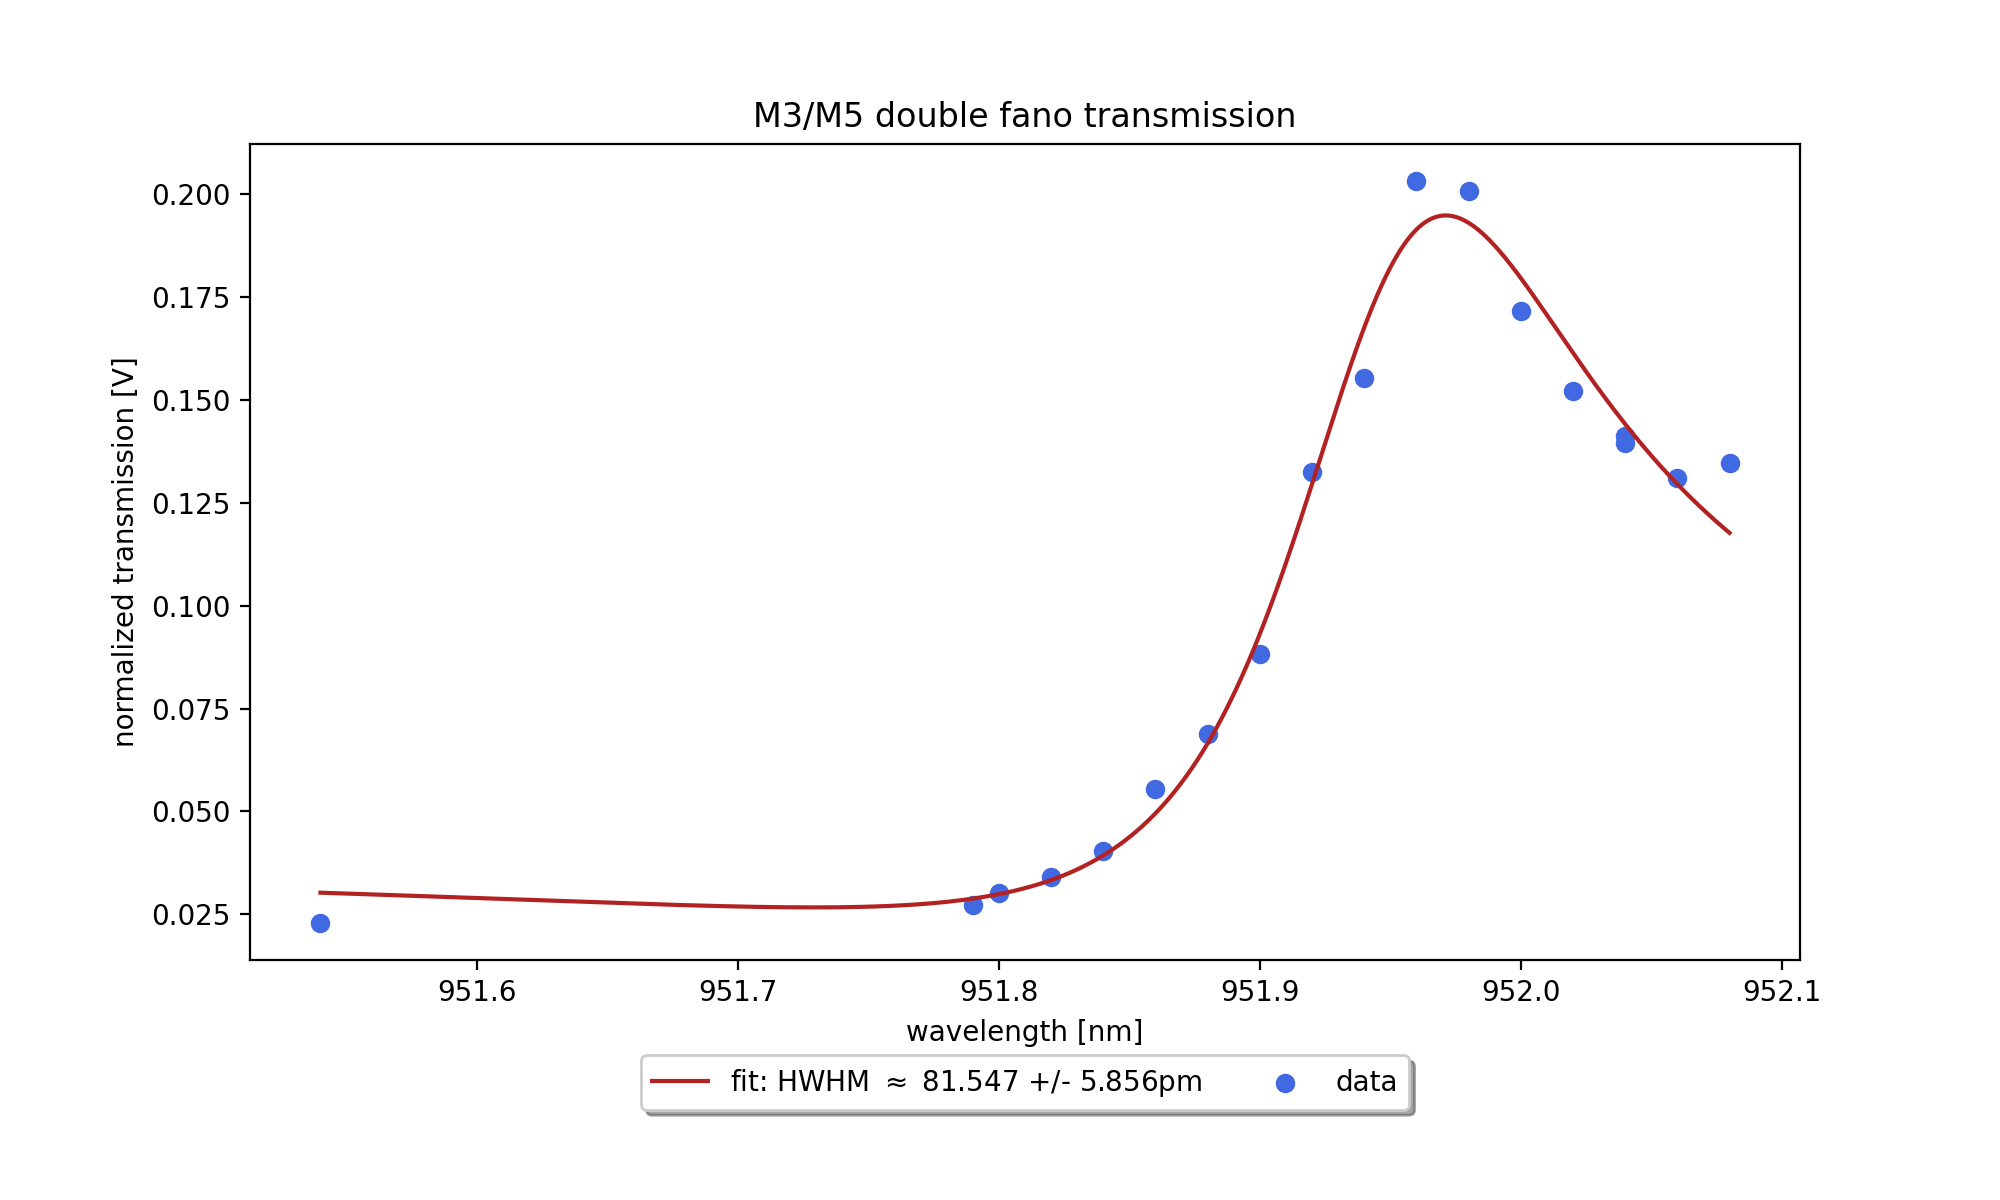 M3/M5 double fano transmission
normalized transmission [V]
0.200
0.175
0.150
0.125
0.100
0.075
0.050
0.025
951.6 951.7 951.8 951.9 952.0 952.1
wavelength [nm]
fit: HWHM ≈ 81.547 +/- 5.856pm data